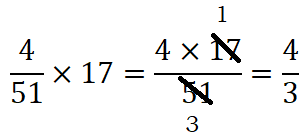 1
4/51 × 17 = (4 × 17)/51 = 4/3
3